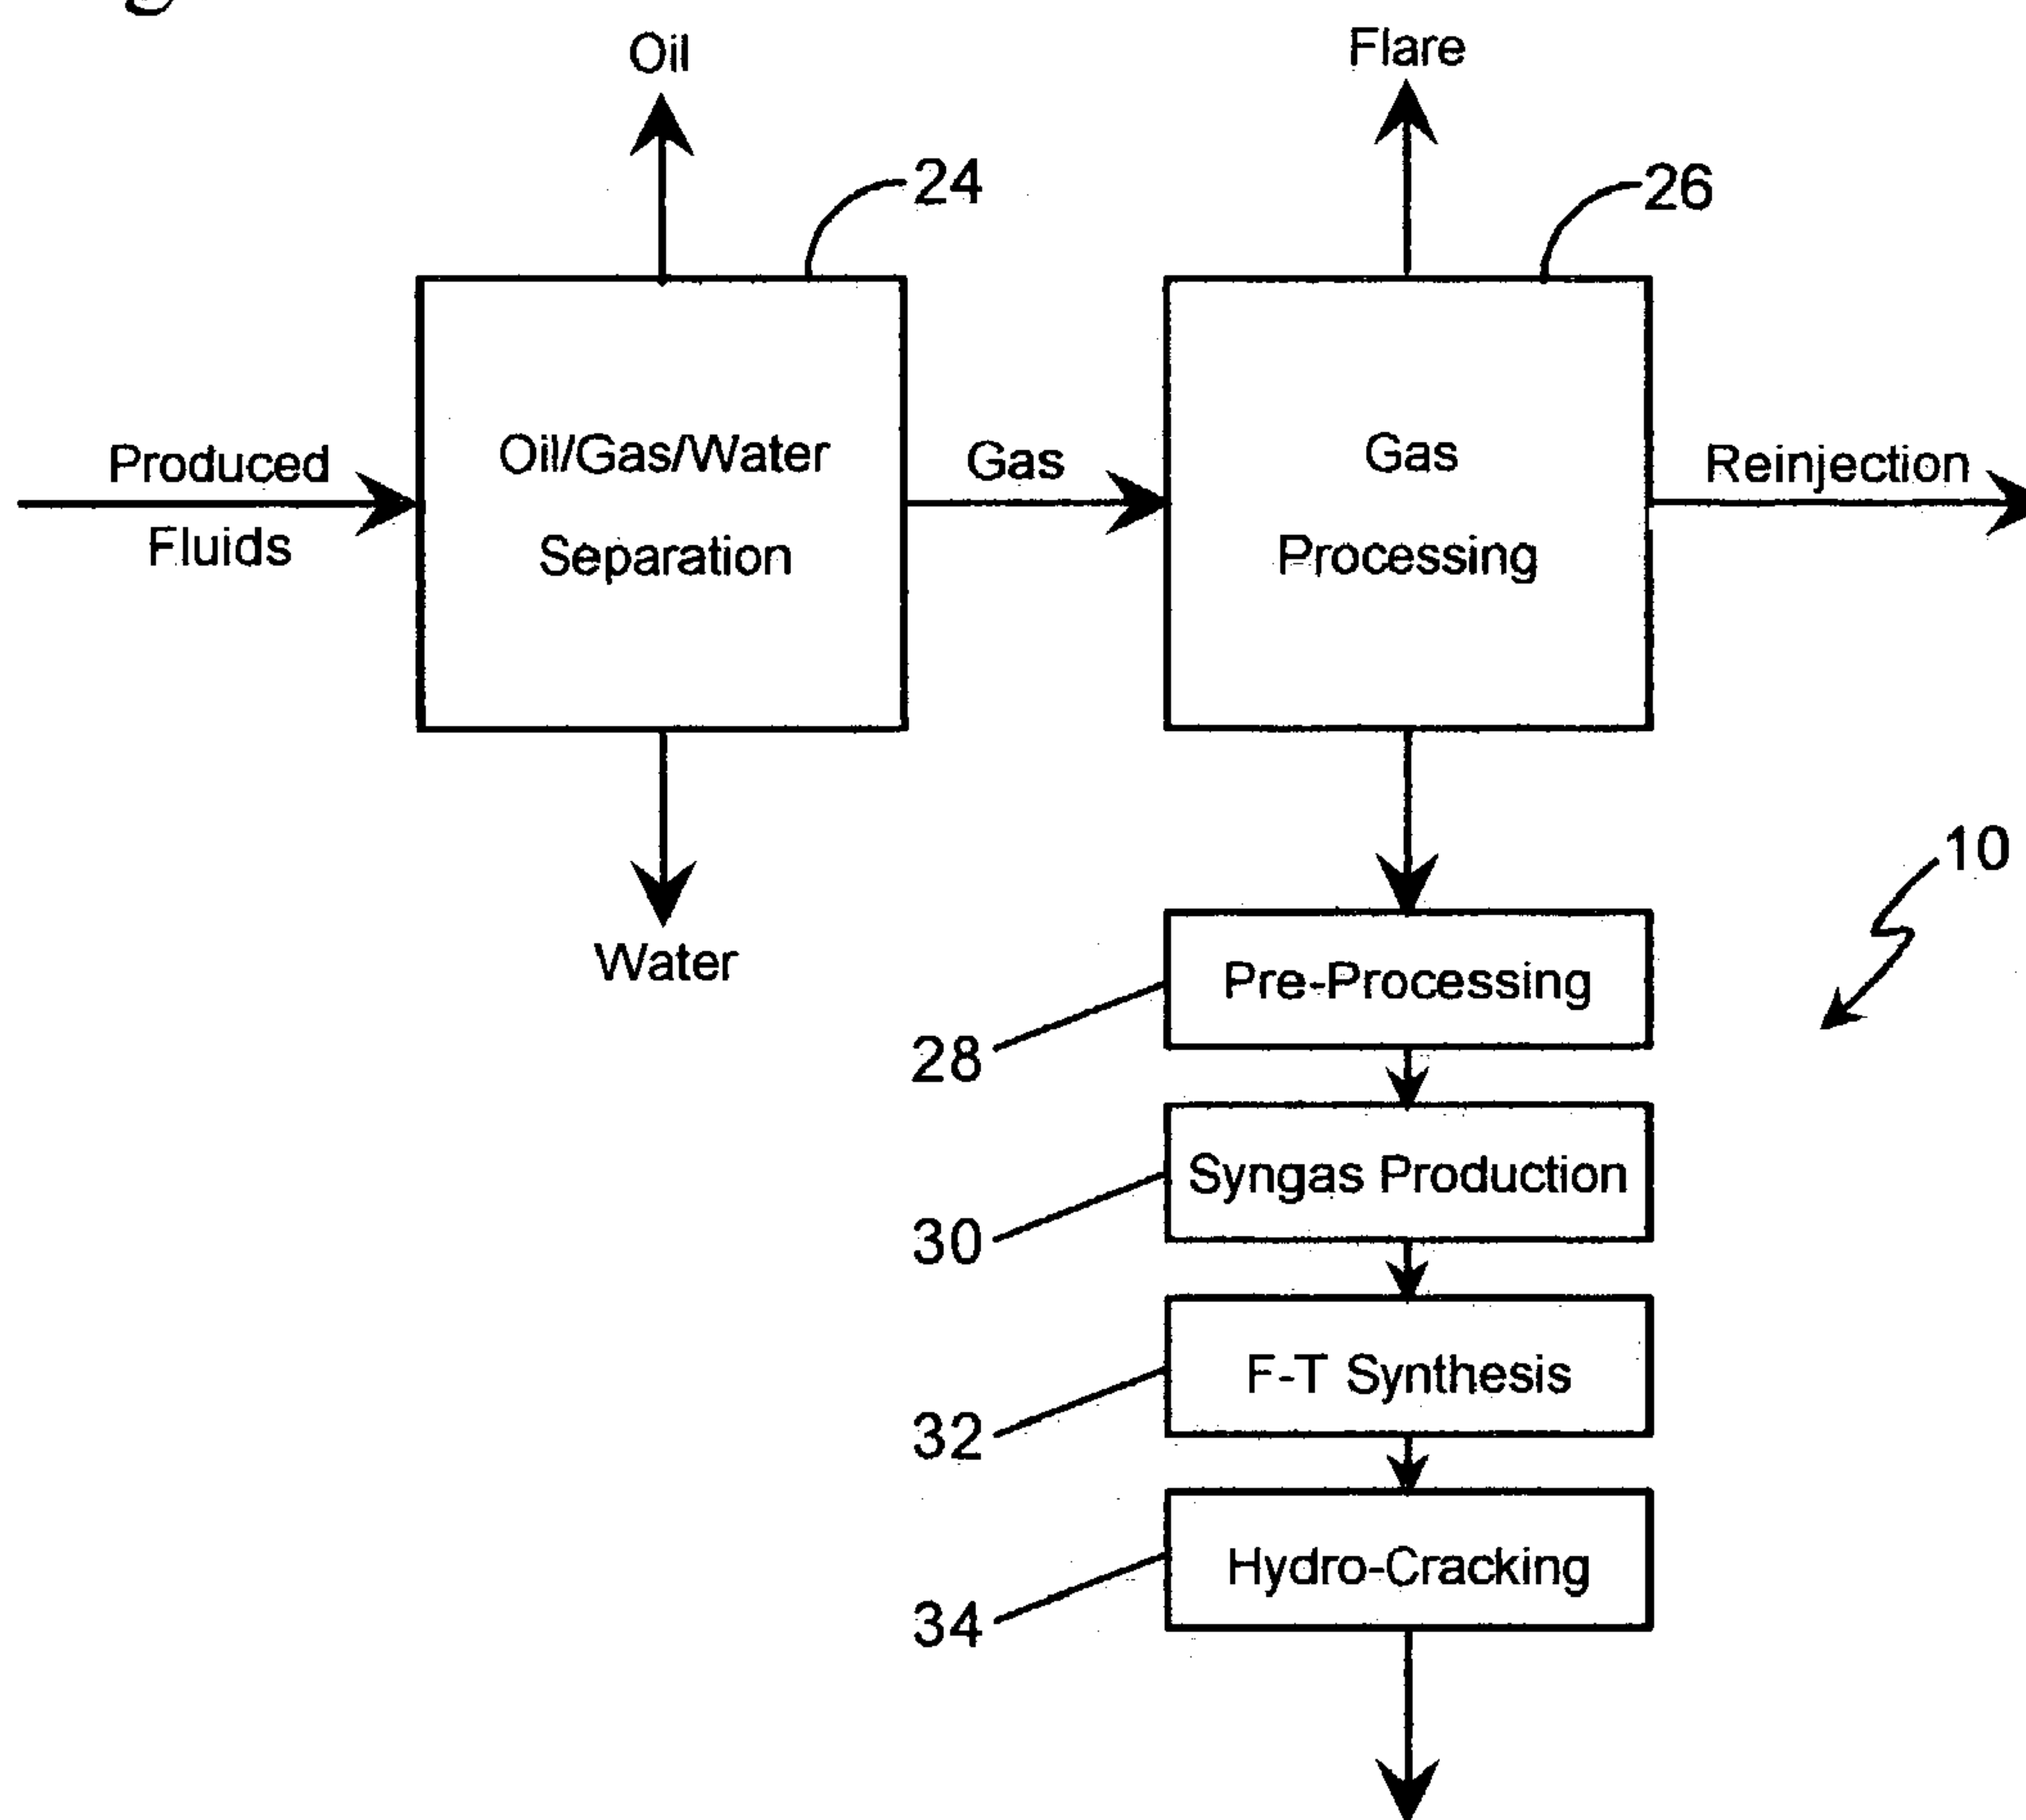 Oil
Flare
24
26
Produced
Fluids
Oil/Gas/Water
Separation
Gas
Gas
Processing
Reinjection
Water
10
Pre-Processing
28
Syngas Production
30
F-T Synthesis
32
Hydro-Cracking
34